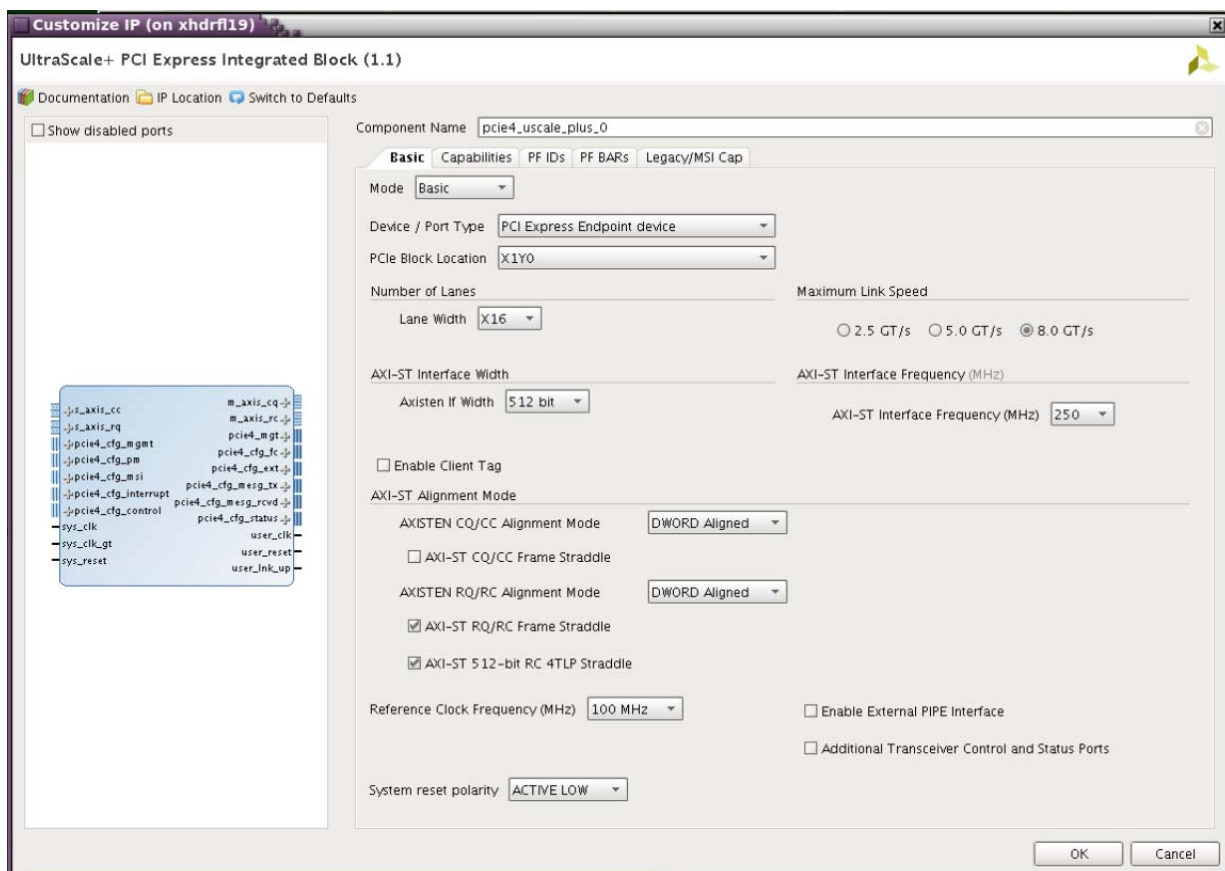 Customize IP (on xhdrfl19)
UltraScale+ PCI Express Integrated Block (1.1)
Documentation IP Location Switch to Defaults
Show disabled ports
s_axis_cc
s_axis_rq
pcie4_cfg_mgmt
pcie4_cfg_pm
pcie4_cfg_msi
pcie4_cfg_interrupt
pcie4_cfg_control
sys_clk
sys_clk_gt
sys_reset
m_axis_cq
m_axis_rc
pcie4_mgt
pcie4_cfg_fc
pcie4_cfg_ext
pcie4_cfg_mesg_tx
pcie4_cfg_mesg_rcvd
pcie4_cfg_status
user_clk
user_reset
user_lnk_up
Component Name pcie4_uscale_plus_0
Basic Capabilities PF IDs PF BARs Legacy/MSI Cap
Mode Basic
Device / Port Type PCI Express Endpoint device
PCIe Block Location X1Y0
Number of Lanes
Lane Width X16
Maximum Link Speed
2.5 GT/s 5.0 GT/s 8.0 GT/s
AXI-ST Interface Width
Axisten If Width 512 bit
AXI-ST Interface Frequency (MHz)
AXI-ST Interface Frequency (MHz) 250
Enable Client Tag
AXI-ST Alignment Mode
AXISTEN CQ/CC Alignment Mode DWORD Aligned
AXI-ST CQ/CC Frame Straddle
AXISTEN RQ/RC Alignment Mode DWORD Aligned
AXI-ST RQ/RC Frame Straddle
AXI-ST 512-bit RC 4TLP Straddle
Reference Clock Frequency (MHz) 100 MHz
Enable External PIPE Interface
Additional Transceiver Control and Status Ports
System reset polarity ACTIVE LOW
OK Cancel